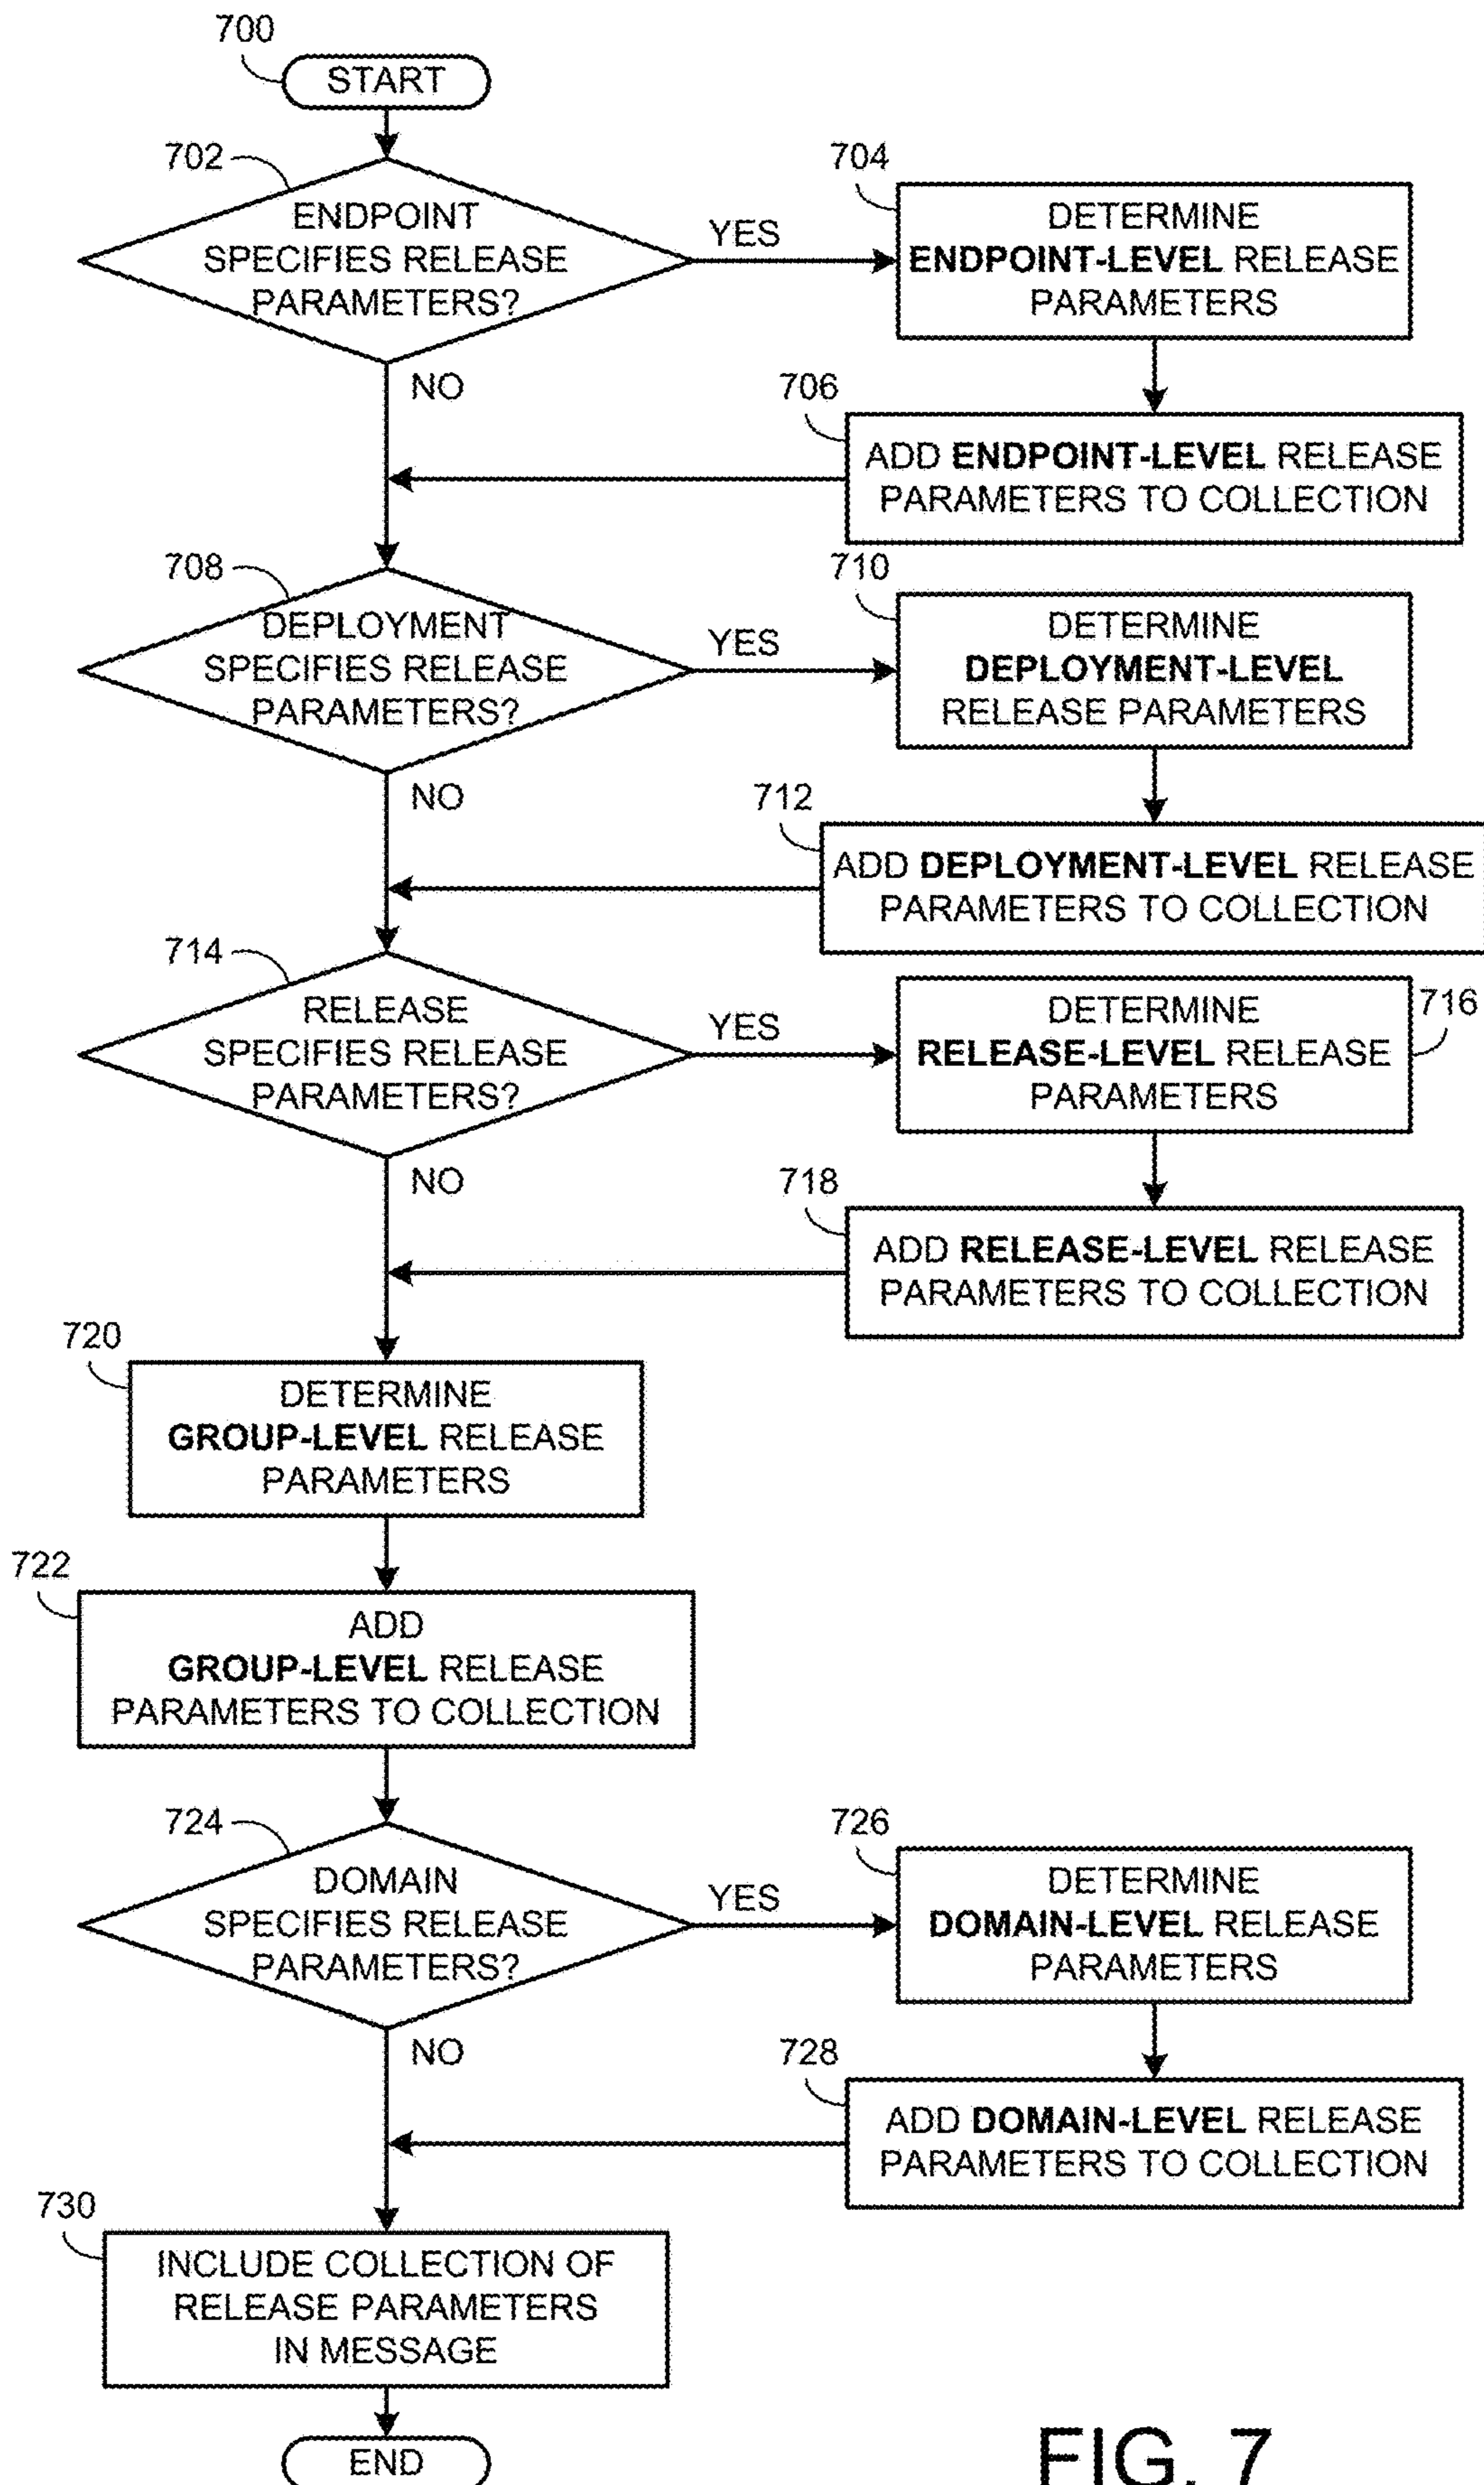 700
START
702
ENDPOINT
SPECIFIES RELEASE
PARAMETERS?
YES
NO
704
DETERMINE
ENDPOINT-LEVEL RELEASE
PARAMETERS
706
ADD ENDPOINT-LEVEL RELEASE
PARAMETERS TO COLLECTION
708
DEPLOYMENT
SPECIFIES RELEASE
PARAMETERS?
YES
NO
710
DETERMINE
DEPLOYMENT-LEVEL
RELEASE PARAMETERS
712
ADD DEPLOYMENT-LEVEL RELEASE
PARAMETERS TO COLLECTION
714
RELEASE
SPECIFIES RELEASE
PARAMETERS?
YES
NO
716
DETERMINE
RELEASE-LEVEL RELEASE
PARAMETERS
718
ADD RELEASE-LEVEL RELEASE
PARAMETERS TO COLLECTION
720
DETERMINE
GROUP-LEVEL RELEASE
PARAMETERS
722
ADD
GROUP-LEVEL RELEASE
PARAMETERS TO COLLECTION
724
DOMAIN
SPECIFIES RELEASE
PARAMETERS?
YES
NO
726
DETERMINE
DOMAIN-LEVEL RELEASE
PARAMETERS
728
ADD DOMAIN-LEVEL RELEASE
PARAMETERS TO COLLECTION
730
INCLUDE COLLECTION OF
RELEASE PARAMETERS
IN MESSAGE
END
FIG. 7